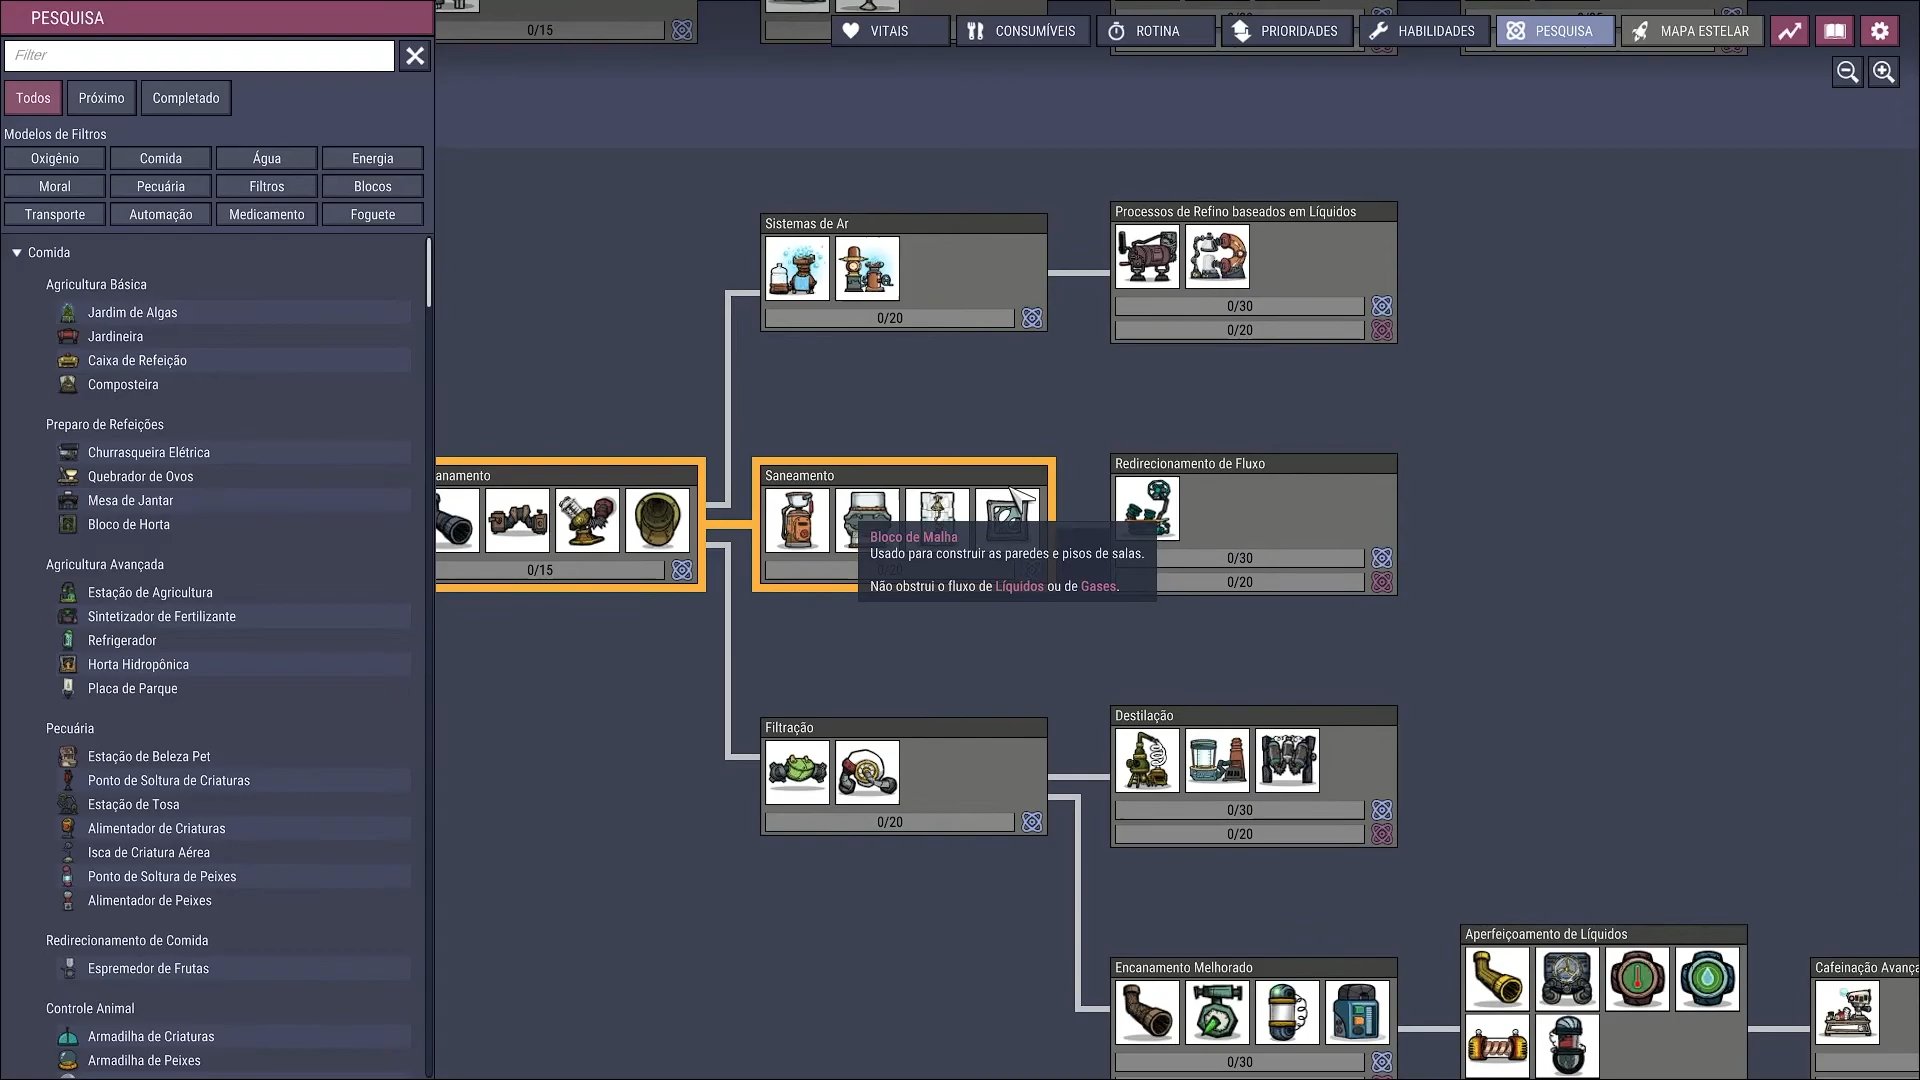 PESQUISA
Filter
Todos
Próximo
Completado
Modelos de Filtros
Oxigênio
Comida
Água
Energia
Moral
Pecuária
Filtros
Blocos
Transporte
Automação
Medicamento
Foguete
Comida
Agricultura Básica
Jardim de Algas
Jardineira
Caixa de Refeição
Composteira
Preparo de Refeições
Churrasqueira Elétrica
Quebrador de Ovos
Mesa de Jantar
Bloco de Horta
Agricultura Avançada
Estação de Agricultura
Sintetizador de Fertilizante
Refrigerador
Horta Hidropônica
Placa de Parque
Pecuária
Estação de Beleza Pet
Ponto de Soltura de Criaturas
Estação de Tosa
Alimentador de Criaturas
Isca de Criatura Aérea
Ponto de Soltura de Peixes
Alimentador de Peixes
Redirecionamento de Comida
Espremedor de Frutas
Controle Animal
Armadilha de Criaturas
Armadilha de Peixes
VITAIS
CONSUMÍVEIS
ROTINA
PRIORIDADES
HABILIDADES
PESQUISA
MAPA ESTELAR
0/15
Sistemas de Ar
0/20
Processos de Refino baseados em Líquidos
0/30
0/20
anamento
0/15
Saneamento
Bloco de Malha
Usado para construir as paredes e pisos de salas.
Não obstrui o fluxo de Líquidos ou de Gases.
Redirecionamento de Fluxo
0/30
0/20
Filtração
0/20
Destilação
0/30
0/20
Encanamento Melhorado
0/30
Aperfeiçoamento de Líquidos
Cafeinação Avança